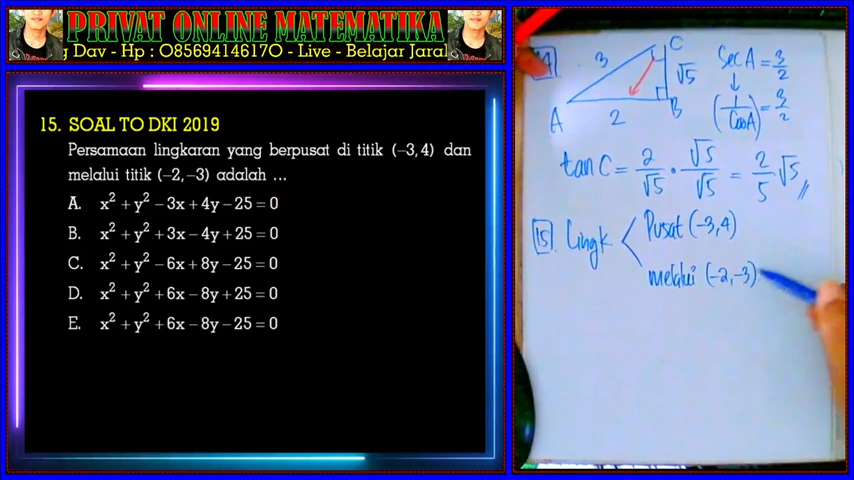 PRIVAT ONLINE MATEMATIKA
g Dav - Hp : O8569414617O - Live - Belajar Jaral
15. SOAL TO DKI 2019
Persamaan lingkaran yang berpusat di titik (−3,4) dan
melalui titik (−2,−3) adalah ...
A. x² + y² − 3x + 4y − 25 = 0
B. x² + y² + 3x − 4y + 25 = 0
C. x² + y² − 6x + 8y − 25 = 0
D. x² + y² + 6x − 8y + 25 = 0
E. x² + y² + 6x − 8y − 25 = 0
3 C √5 A 2 B
Sec A = 3/2
(1/Cos A) = 3/2
tan C = 2/√5 · √5/√5 = 2/5 √5 //
15. Lingk < Pusat (−3,4)
melalui (−2,−3)